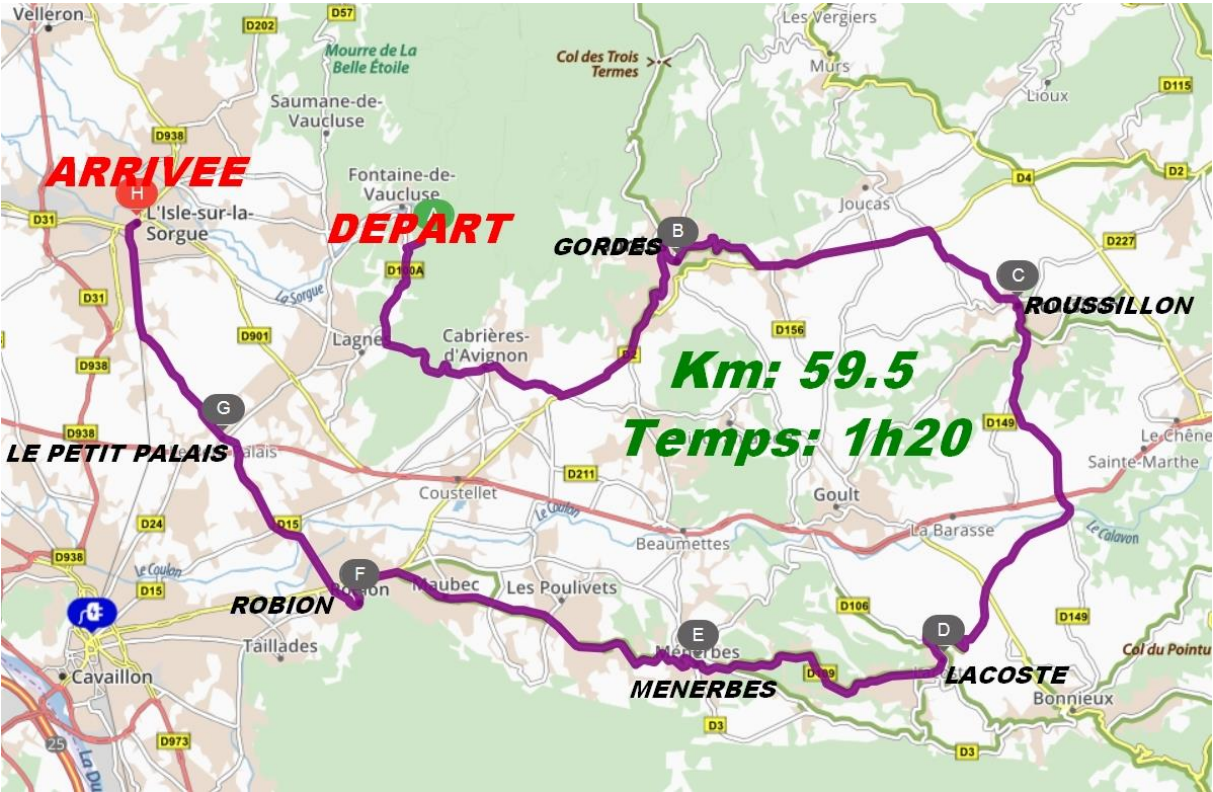 Velleron
D57
D202
Les Vergiers
Mourre de La
Belle Étoile
Col des Trois
Termes
Murs
D115
Lioux
Saumane-de-
Vaucluse
D938
ARRIVEE
H
Fontaine-de-
Vaucluse
D4
D2
D31
L'Isle-sur-la-
Sorgue
DEPART
Joucas
B
GORDES
D227
D100A
C
La Sorgue
D31
ROUSSILLON
D901
Lagnes
Cabrières-
d'Avignon
D156
D2
D938
Km: 59.5
G
Temps: 1h20
D938
D149
Le Chêne
LE PETIT PALAIS
Sainte-Marthe
D211
Coustellet
Goult
Le Coulon
D24
D15
La Barasse
Le Calavon
Beaumettes
D938
Le Coulon
F
D15
Maubec
Les Poulivets
ROBION
D106
D149
E
D
Taillades
Ménerbes
Col du Pointu
Cavaillon
D109
LACOSTE
MENERBES
Bonnieux
D3
D973
25
D3
La Du